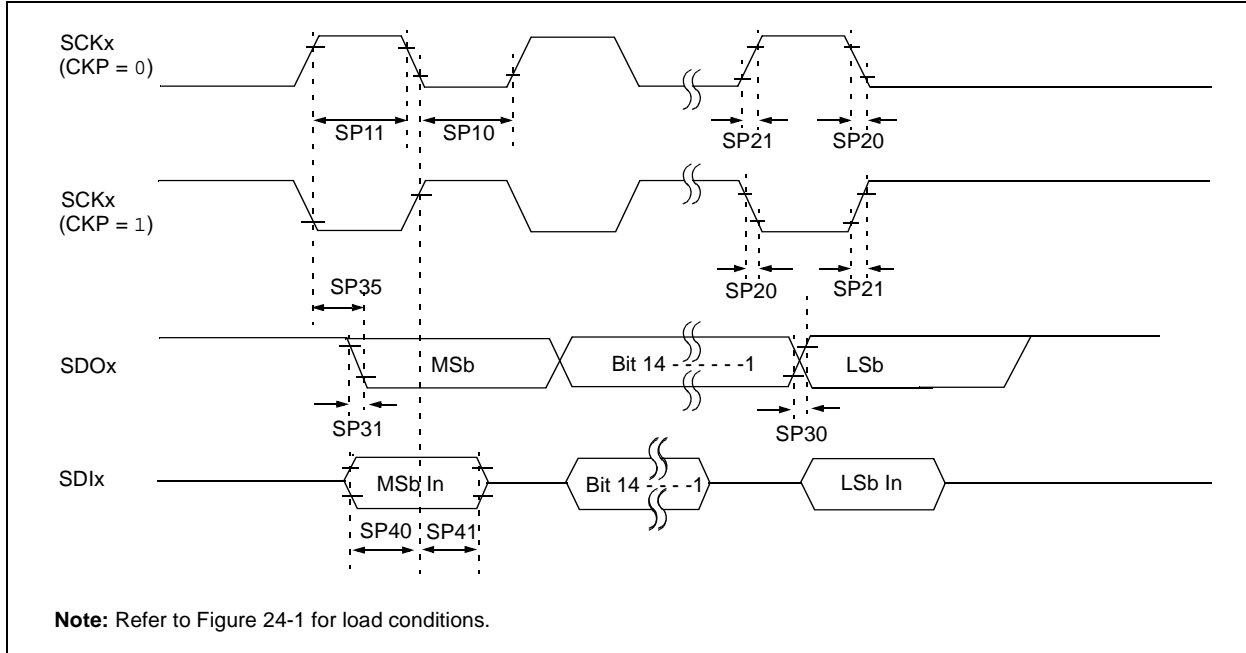 SCKx
(CKP = 0)
SP11
SP10
SP21
SP20
SCKx
(CKP = 1)
SP35
SP20
SP21
SDOx
MSb
Bit 14 - - - - - -1
LSb
SP31
SP30
SDIx
MSb In
Bit 14 - - - -1
LSb In
SP40
SP41
Note: Refer to Figure 24-1 for load conditions.